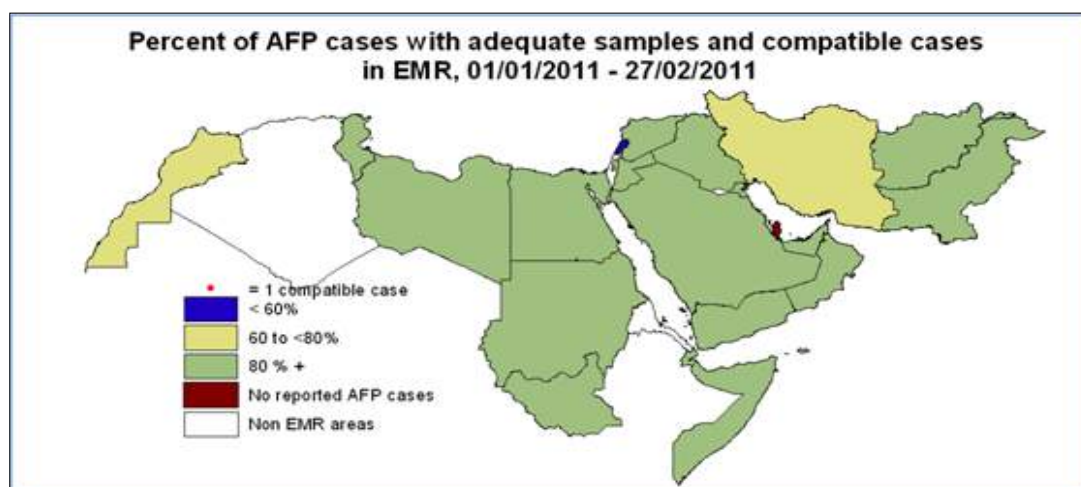 Percent of AFP cases with adequate samples and compatible cases
in EMR, 01/01/2011 - 27/02/2011
= 1 compatible case
< 60%
60 to <80%
80 % +
No reported AFP cases
Non EMR areas